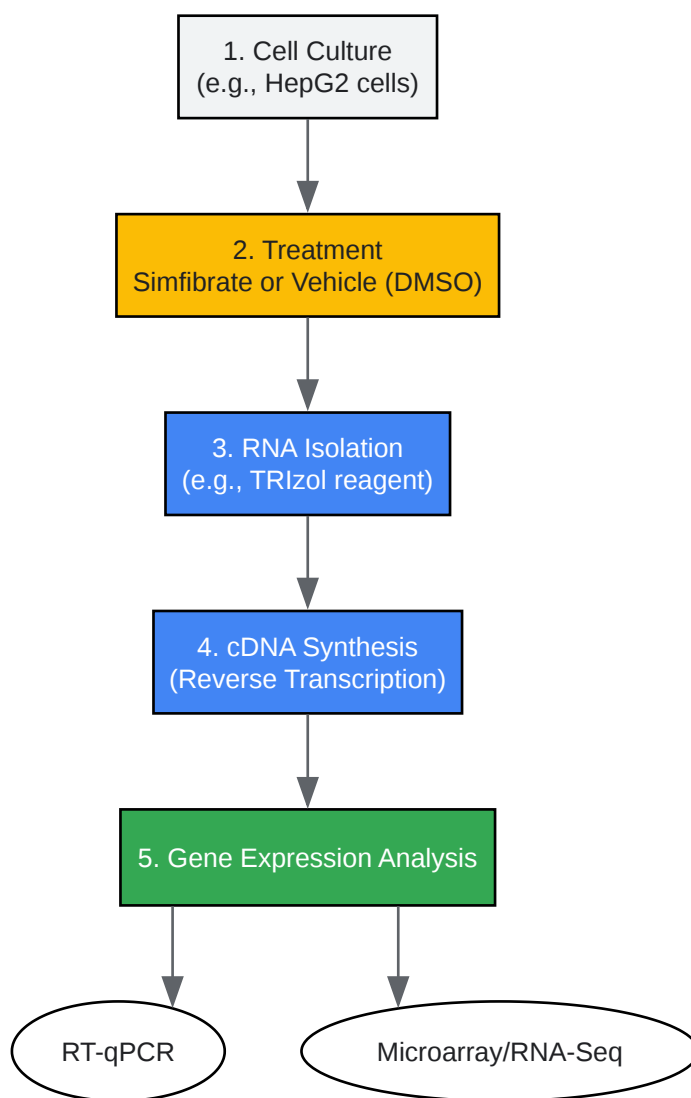 1. Cell Culture
(e.g., HepG2 cells)
2. Treatment
Simfibrate or Vehicle (DMSO)
3. RNA Isolation
(e.g., TRIzol reagent)
4. cDNA Synthesis
(Reverse Transcription)
5. Gene Expression Analysis
RT-qPCR
Microarray/RNA-Seq